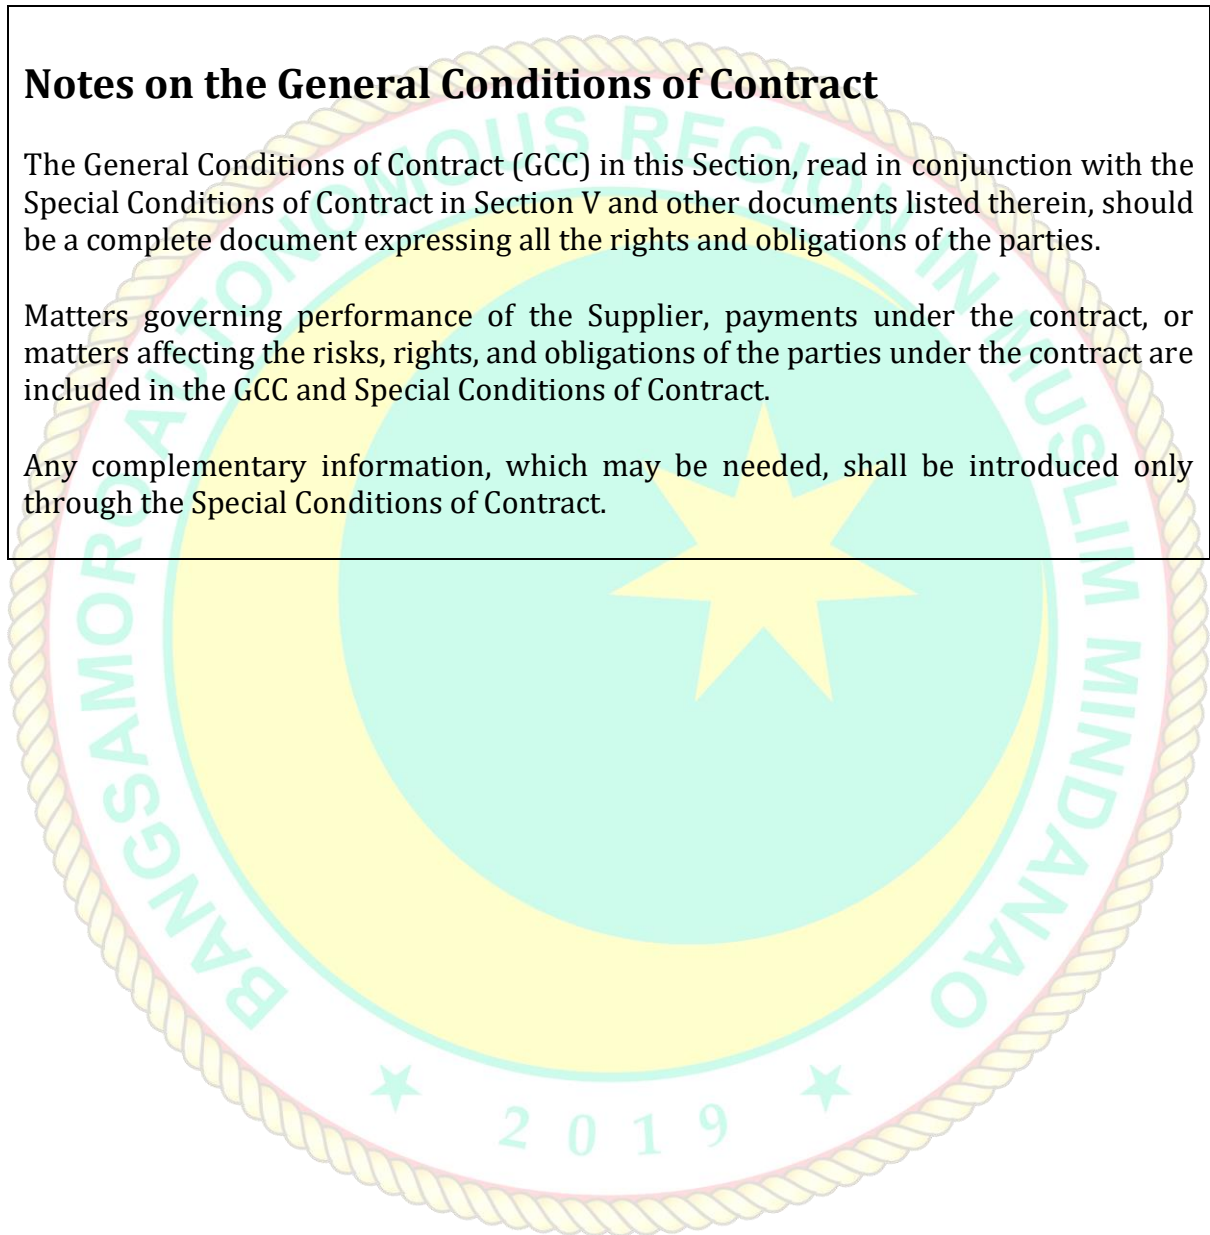 Notes on the General Conditions of Contract
The General Conditions of Contract (GCC) in this Section, read in conjunction with the
Special Conditions of Contract in Section V and other documents listed therein, should
be a complete document expressing all the rights and obligations of the parties.
Matters governing performance of the Supplier, payments under the contract, or
matters affecting the risks, rights, and obligations of the parties under the contract are
included in the GCC and Special Conditions of Contract.
Any complementary information, which may be needed, shall be introduced only
through the Special Conditions of Contract.
BANGSAMORO AUTONOMOUS REGION IN MUSLIM MINDANAO
2019